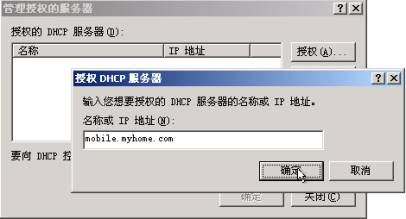 管理授权的服务器
授权的 DHCP 服务器(D):
名称 IP 地址
授权(A)...
授权 DHCP 服务器
输入您想要授权的 DHCP 服务器的名称或 IP 地址。
名称或 IP 地址(N):
mobile.myhome.com
确定 取消
要向 DHCP 控
确定 关闭(C)